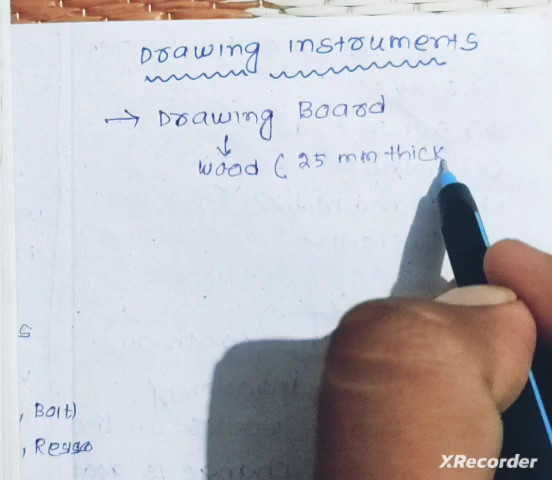 Drawing instruments
→ Drawing Board
↓
wood ( 25 mm thick
s
, Bolt)
XRecorder